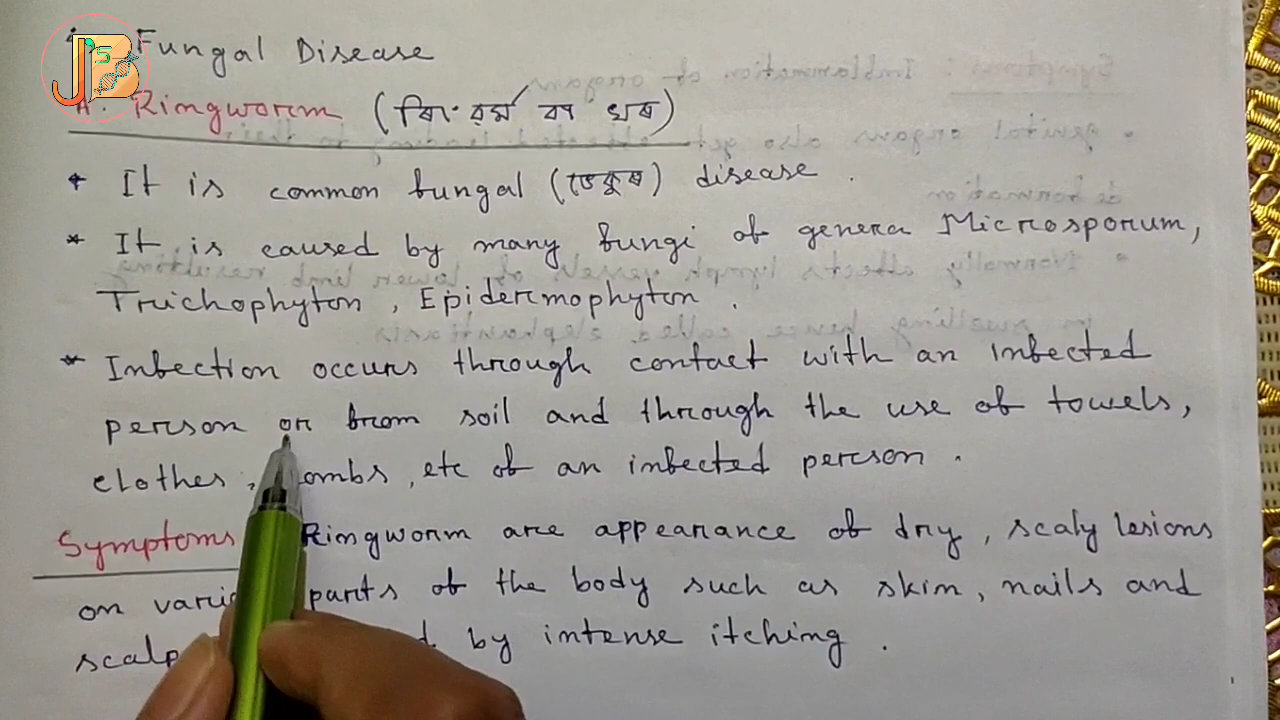 Fungal Disease
A. Ringworm (ৰিং ৱৰ্ম বা খৰ)
* It is common fungal (ভেকুৰ) disease.
* It is caused by many fungi of genera Microsporum,
Trichophyton, Epidermophyton.
* Infection occurs through contact with an infected
person or from soil and through the use of towels,
clothes, combs, etc of an infected person.
Symptoms Ringworm are appearance of dry, scaly lesions
on parts of the body such as skin, nails and
scalp by intense itching.